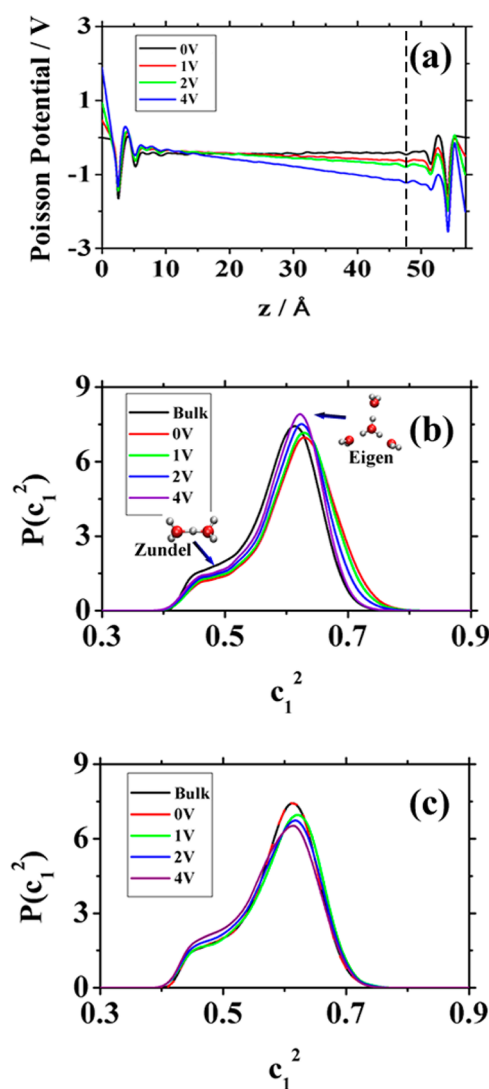 3
1
-1
-3
Poisson Potential / V
0V
1V
2V
4V
(a)
0 10 20 30 40 50
z / Å
9
6
3
0
P(c₁²)
Bulk
0V
1V
2V
4V
(b)
Eigen
Zundel
0.3 0.5 0.7 0.9
c₁²
9
6
3
0
P(c₁²)
Bulk
0V
1V
2V
4V
(c)
0.3 0.5 0.7 0.9
c₁²